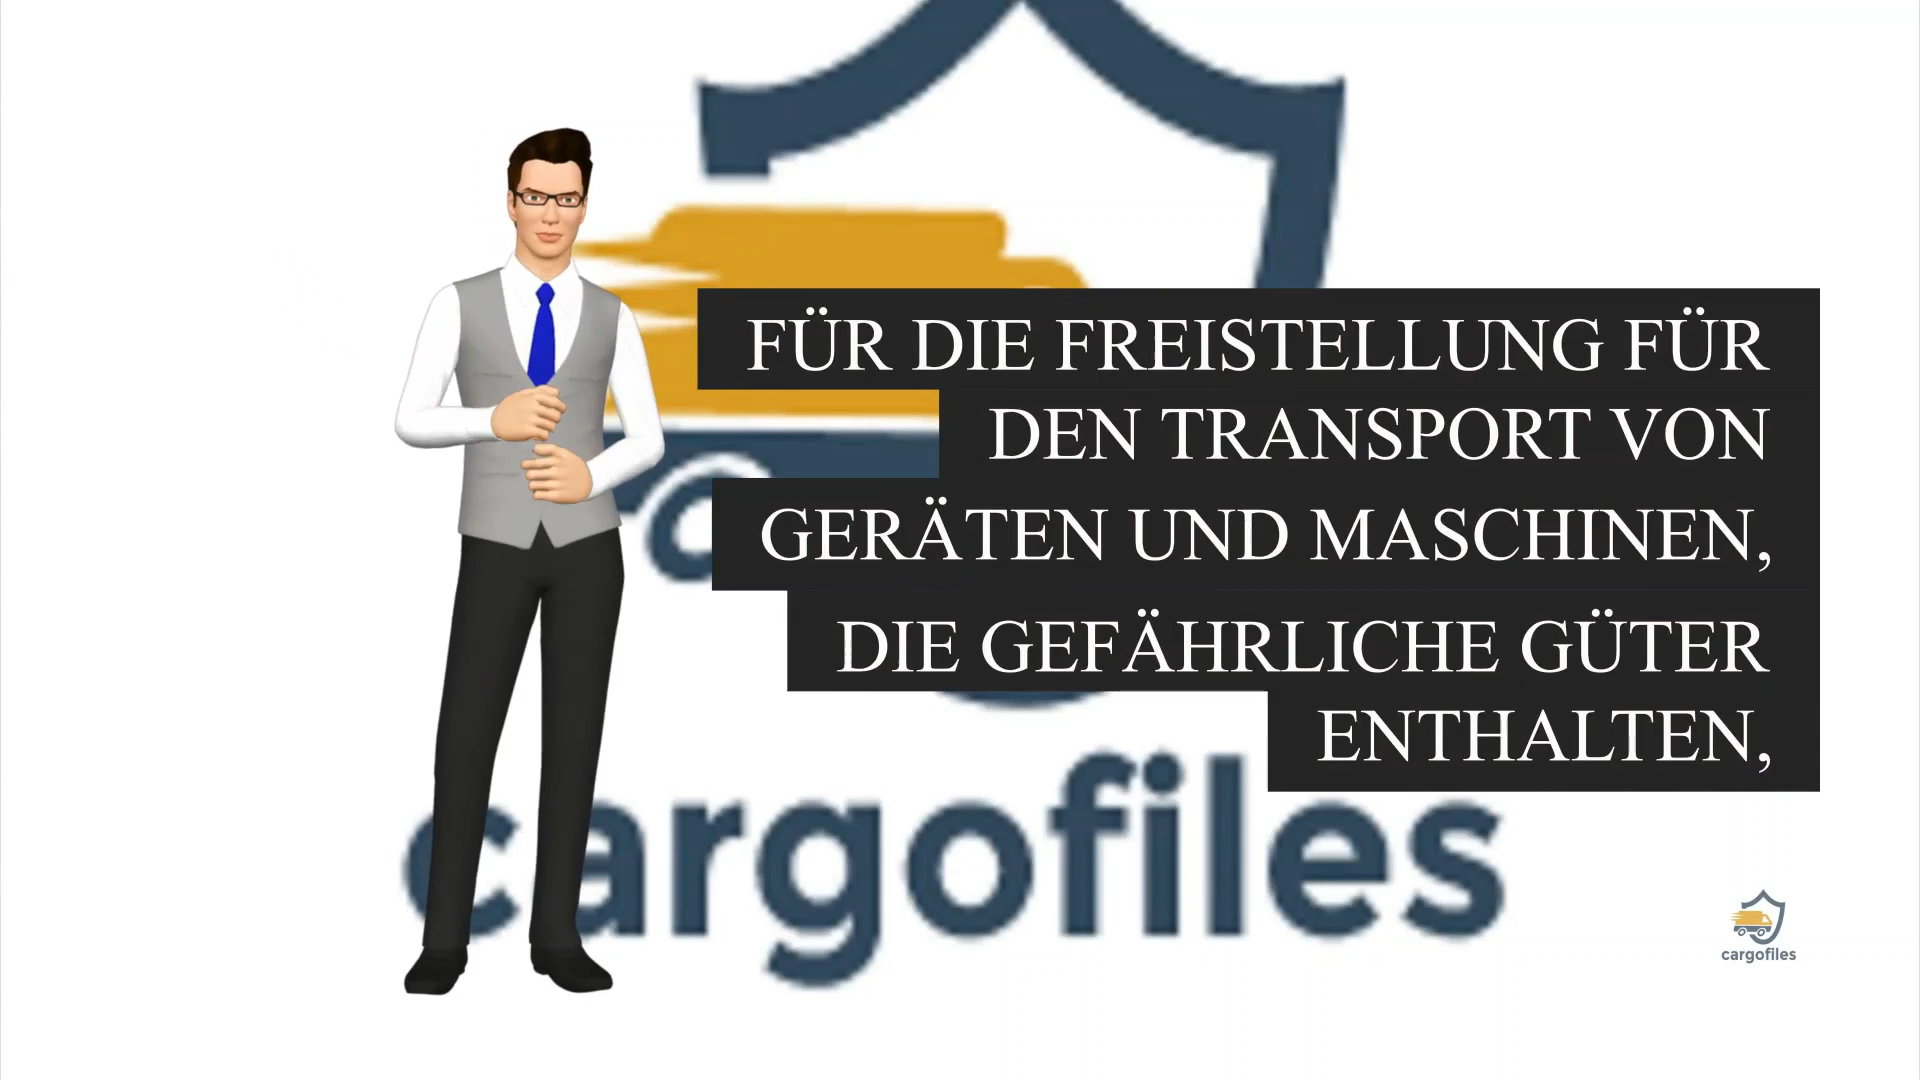 FÜR DIE FREISTELLUNG FÜR
DEN TRANSPORT VON
GERÄTEN UND MASCHINEN,
DIE GEFÄHRLICHE GÜTER
ENTHALTEN,
cargofiles
cargofiles